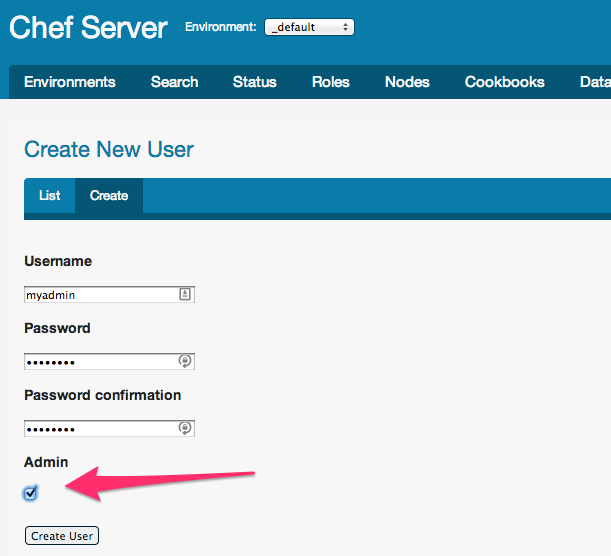 Chef Server Environment: _default
Environments Search Status Roles Nodes Cookbooks Data
Create New User
List Create
Username
myadmin
Password
••••••••
Password confirmation
••••••••
Admin
Create User